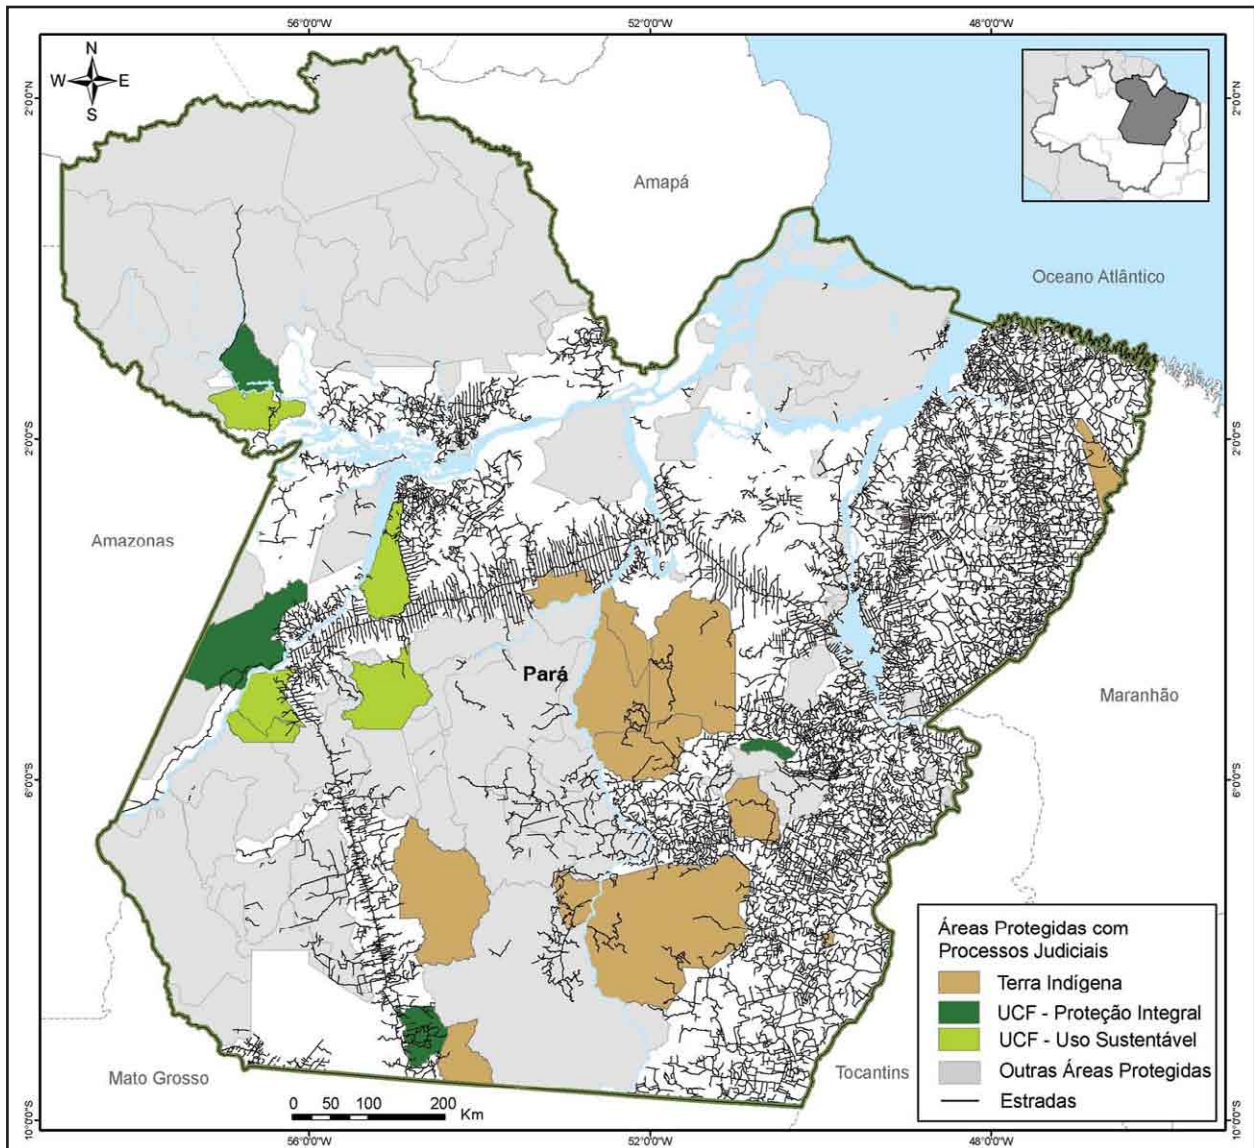 56°0'0"W
52°0'0"W
48°0'0"W
N
W
E
S
2°0'0"N
2°0'0"N
Amapá
Oceano Atlântico
2°0'0"S
2°0'0"S
Amazonas
Pará
Maranhão
6°0'0"S
6°0'0"S
Áreas Protegidas com
Processos Judiciais
Terra Indígena
UCF - Proteção Integral
UCF - Uso Sustentável
Outras Áreas Protegidas
Estradas
Mato Grosso
Tocantins
0 50 100 200
Km
10°0'0"S
10°0'0"S
56°0'0"W
52°0'0"W
48°0'0"W